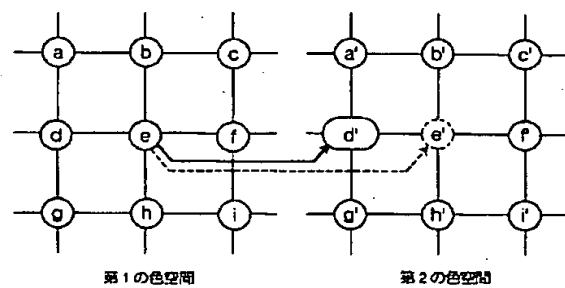 a b c a' b' c'
d e f d' e' f'
g h i g' h' i'
第1の色空間 第2の色空間